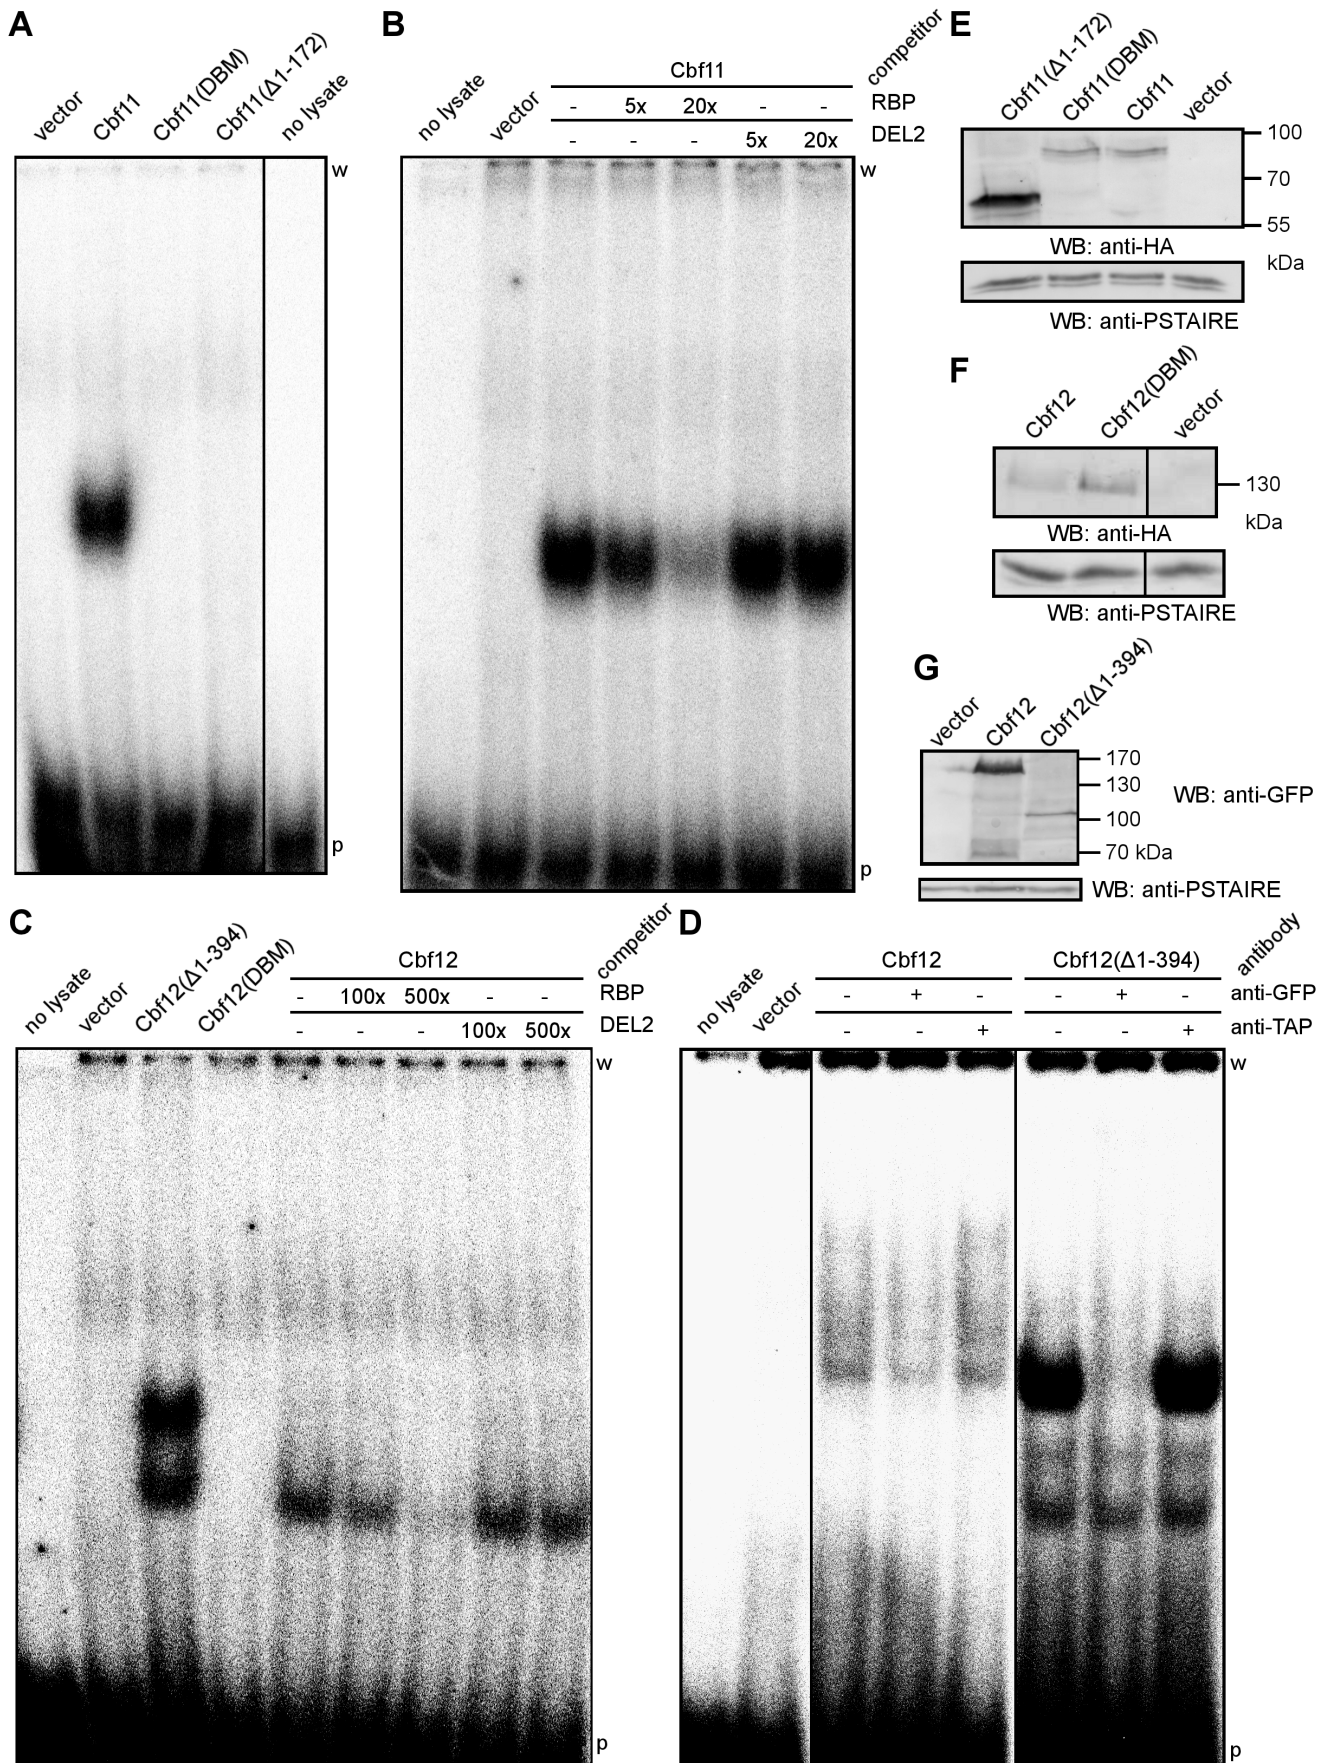 A
vector
Cbf11
Cbf11(DBM)
Cbf11(Δ1-172)
no lysate
w
p
B
no lysate
vector
Cbf11
competitor
- 5x 20x - - RBP
- - - 5x 20x DEL2
w
p
E
Cbf11(Δ1-172)
Cbf11(DBM)
Cbf11
vector
100
70
55
kDa
WB: anti-HA
WB: anti-PSTAIRE
F
Cbf12
Cbf12(DBM)
vector
130
kDa
WB: anti-HA
WB: anti-PSTAIRE
G
vector
Cbf12
Cbf12(Δ1-394)
170
130
100
70 kDa
WB: anti-GFP
WB: anti-PSTAIRE
C
no lysate
vector
Cbf12(Δ1-394)
Cbf12(DBM)
Cbf12
competitor
- 100x 500x - - RBP
- - - 100x 500x DEL2
w
p
D
no lysate
vector
Cbf12
Cbf12(Δ1-394)
antibody
- + - - + - anti-GFP
- - + - - + anti-TAP
w
p